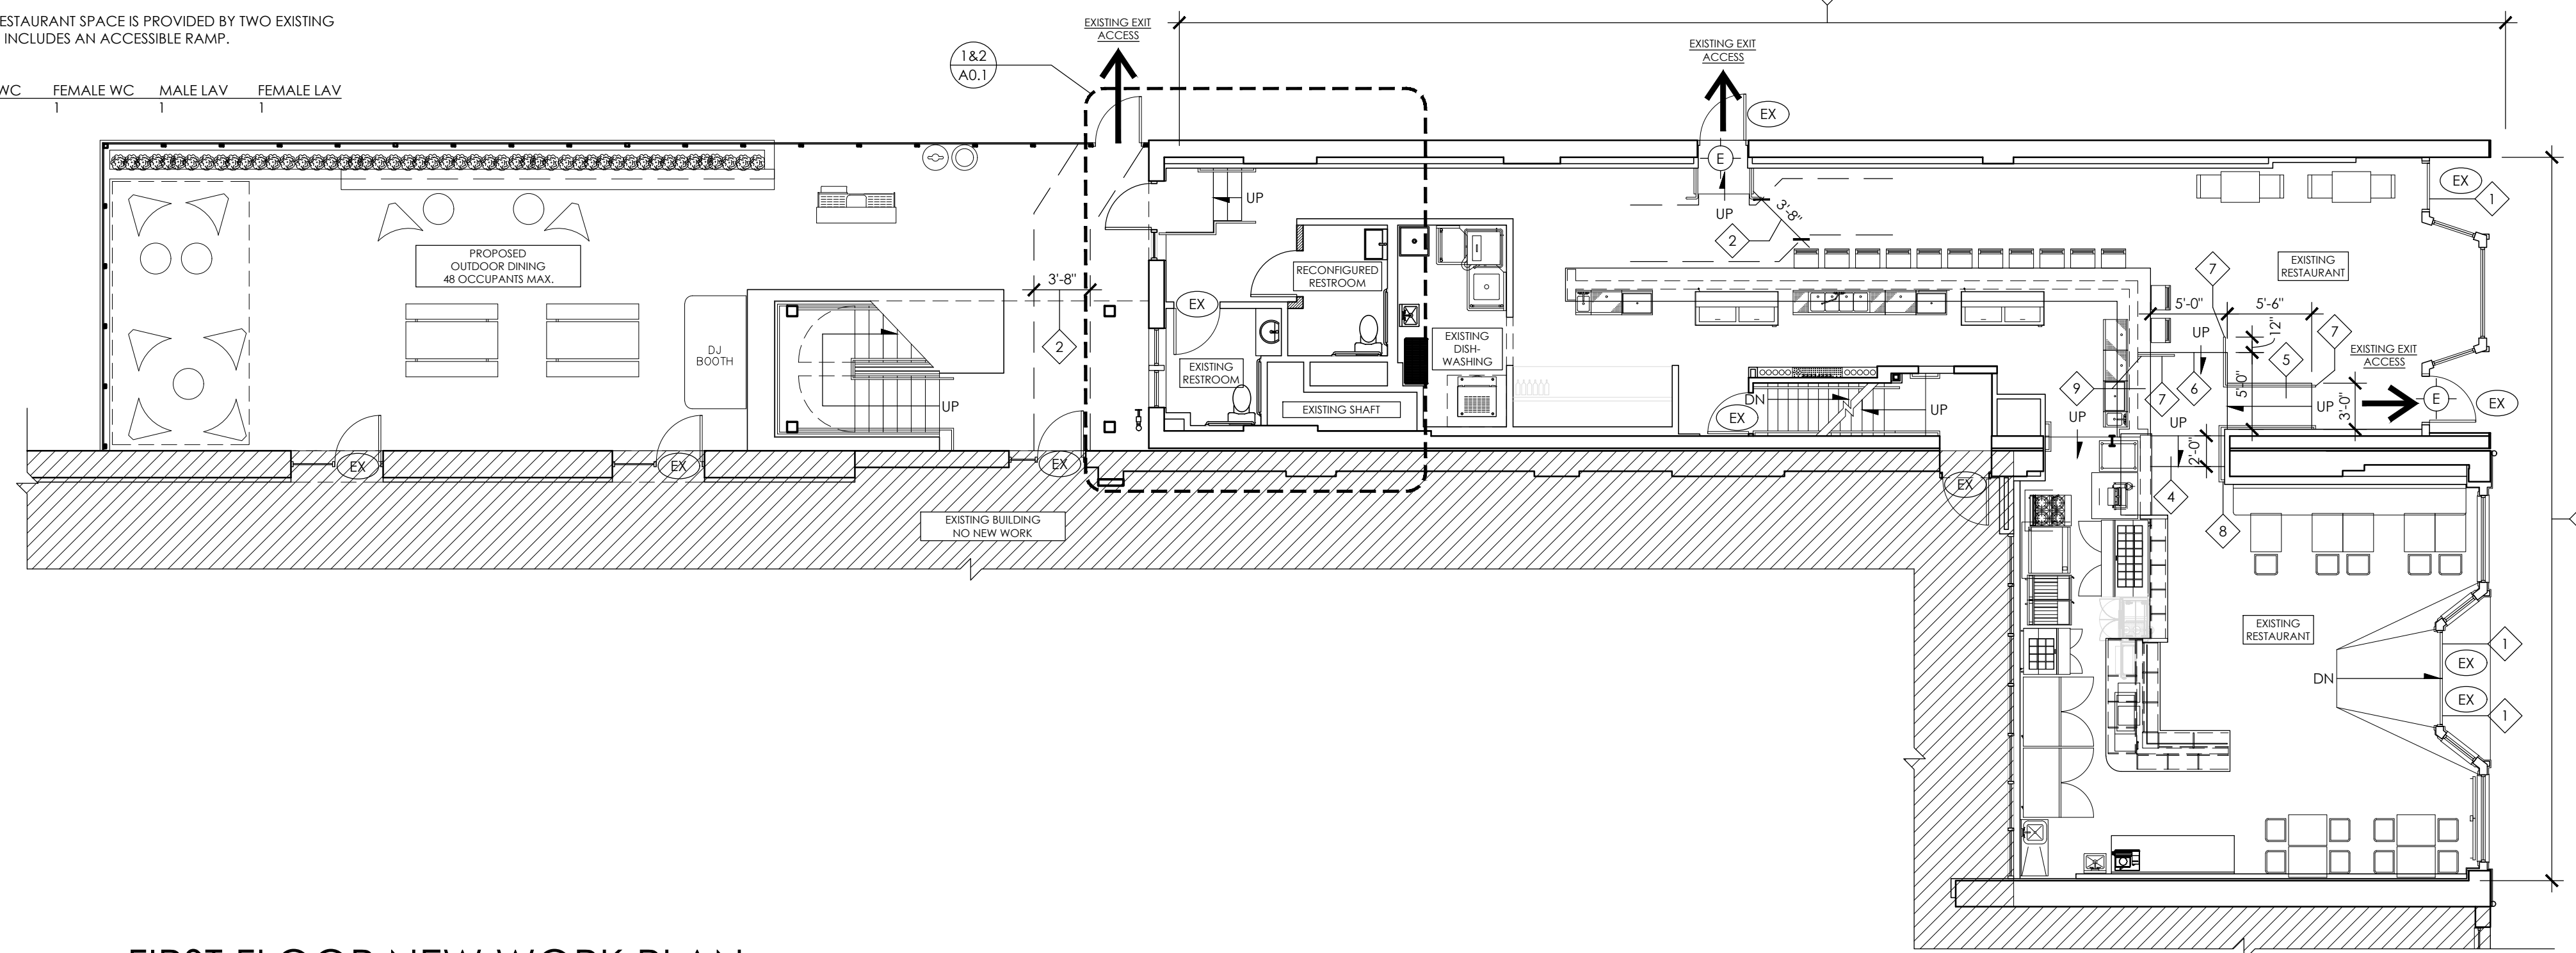 ESTAURANT SPACE IS PROVIDED BY TWO EXISTING
INCLUDES AN ACCESSIBLE RAMP.
WC FEMALE WC MALE LAV FEMALE LAV
1 1 1
EXISTING EXIT
ACCESS
1&2
A0.1
EXISTING EXIT
ACCESS
EX
E
UP
UP
3'-8"
2
EX
1
PROPOSED
OUTDOOR DINING
48 OCCUPANTS MAX.
RECONFIGURED
RESTROOM
EXISTING
RESTAURANT
7
3'-8"
2
EX
5'-0"
5'-6"
12"
UP
7
EXISTING EXIT
ACCESS
DJ
BOOTH
EXISTING
DISH-
WASHING
EXISTING
RESTROOM
5
9
6
7
5'-0"
3'-0"
E
EX
UP
EXISTING SHAFT
EX
DN
UP
UP
UP
UP
2'-0"
EX
EX
EX
EX
4
8
EXISTING BUILDING
NO NEW WORK
EXISTING
RESTAURANT
1
EX
DN
EX
1
FIRST FLOOR NEW WORK PLAN